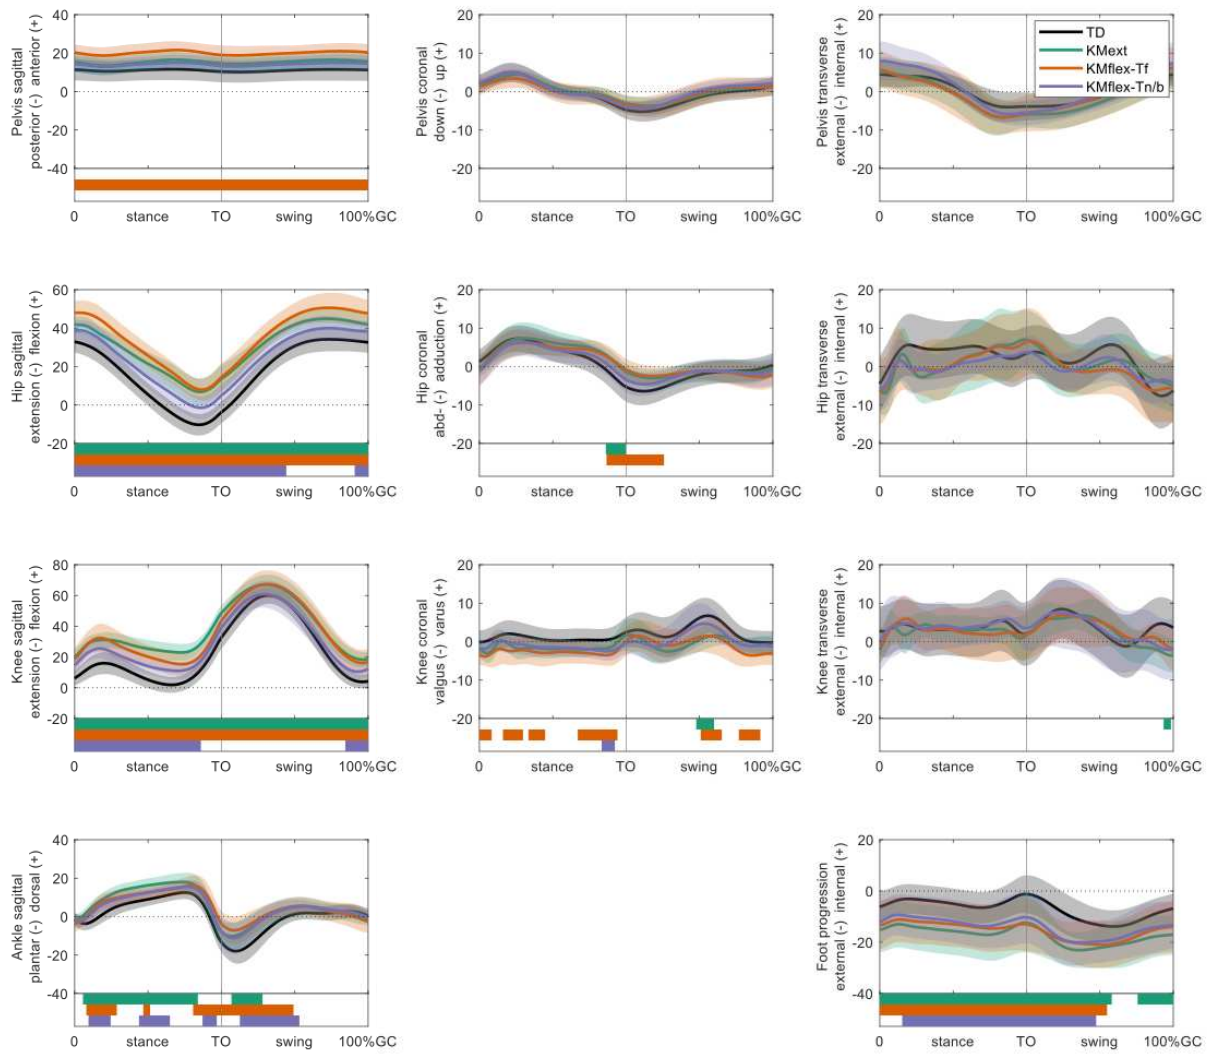 Pelvis sagittal
posterior (-) anterior (+)
40
20
0
-20
-40
0 stance TO swing 100%GC
Pelvis coronal
down (-) up (+)
20
10
0
-10
-20
0 stance TO swing 100%GC
Pelvis transverse
external (-) internal (+)
20
10
0
-10
-20
0 stance TO swing 100%GC
TD
KMext
KMflex-Tf
KMflex-Tn/b
Hip sagittal
extension (-) flexion (+)
60
40
20
0
-20
0 stance TO swing 100%GC
Hip coronal
abd- (-) adduction (+)
20
10
0
-10
-20
0 stance TO swing 100%GC
Hip transverse
external (-) internal (+)
20
10
0
-10
-20
0 stance TO swing 100%GC
Knee sagittal
extension (-) flexion (+)
80
60
40
20
0
-20
0 stance TO swing 100%GC
Knee coronal
valgus (-) varus (+)
20
10
0
-10
-20
0 stance TO swing 100%GC
Knee transverse
external (-) internal (+)
20
10
0
-10
-20
0 stance TO swing 100%GC
Ankle sagittal
plantar (-) dorsal (+)
40
20
0
-20
-40
0 stance TO swing 100%GC
Foot progression
external (-) internal (+)
20
0
-20
-40
0 stance TO swing 100%GC